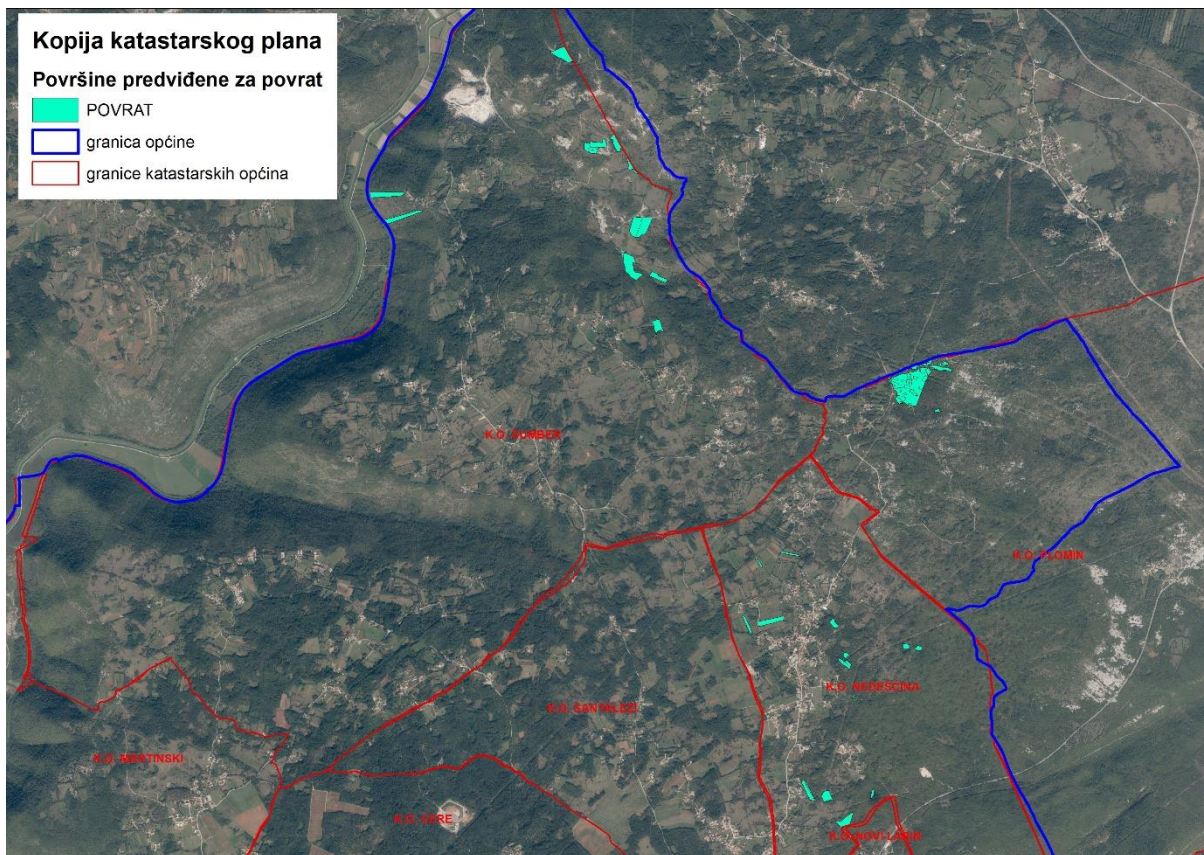 Kopija katastarskog plana
Površine predviđene za povrat
POVRAT
granica općine
granice katastarskih općina
K.O. ŠUMBER
K.O. PLOMIN
K.O. NEDEŠĆINA
K.O. SANTALEZI
K.O. MARTINSKI
K.O. CERE
K.O. NOVI LABIN